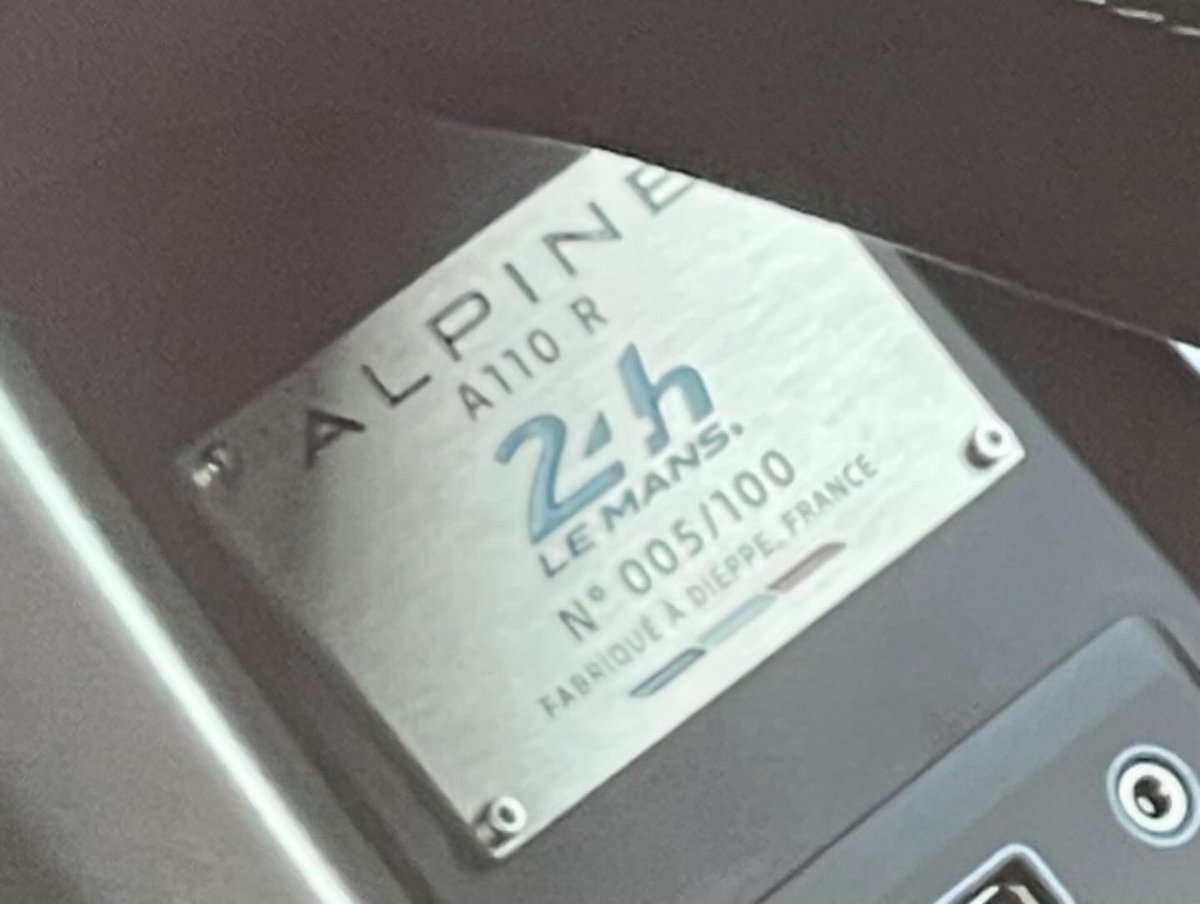 ALPINE
A110 R
24h
LE MANS.
N° 005/100
FABRIQUÉ À DIEPPE, FRANCE